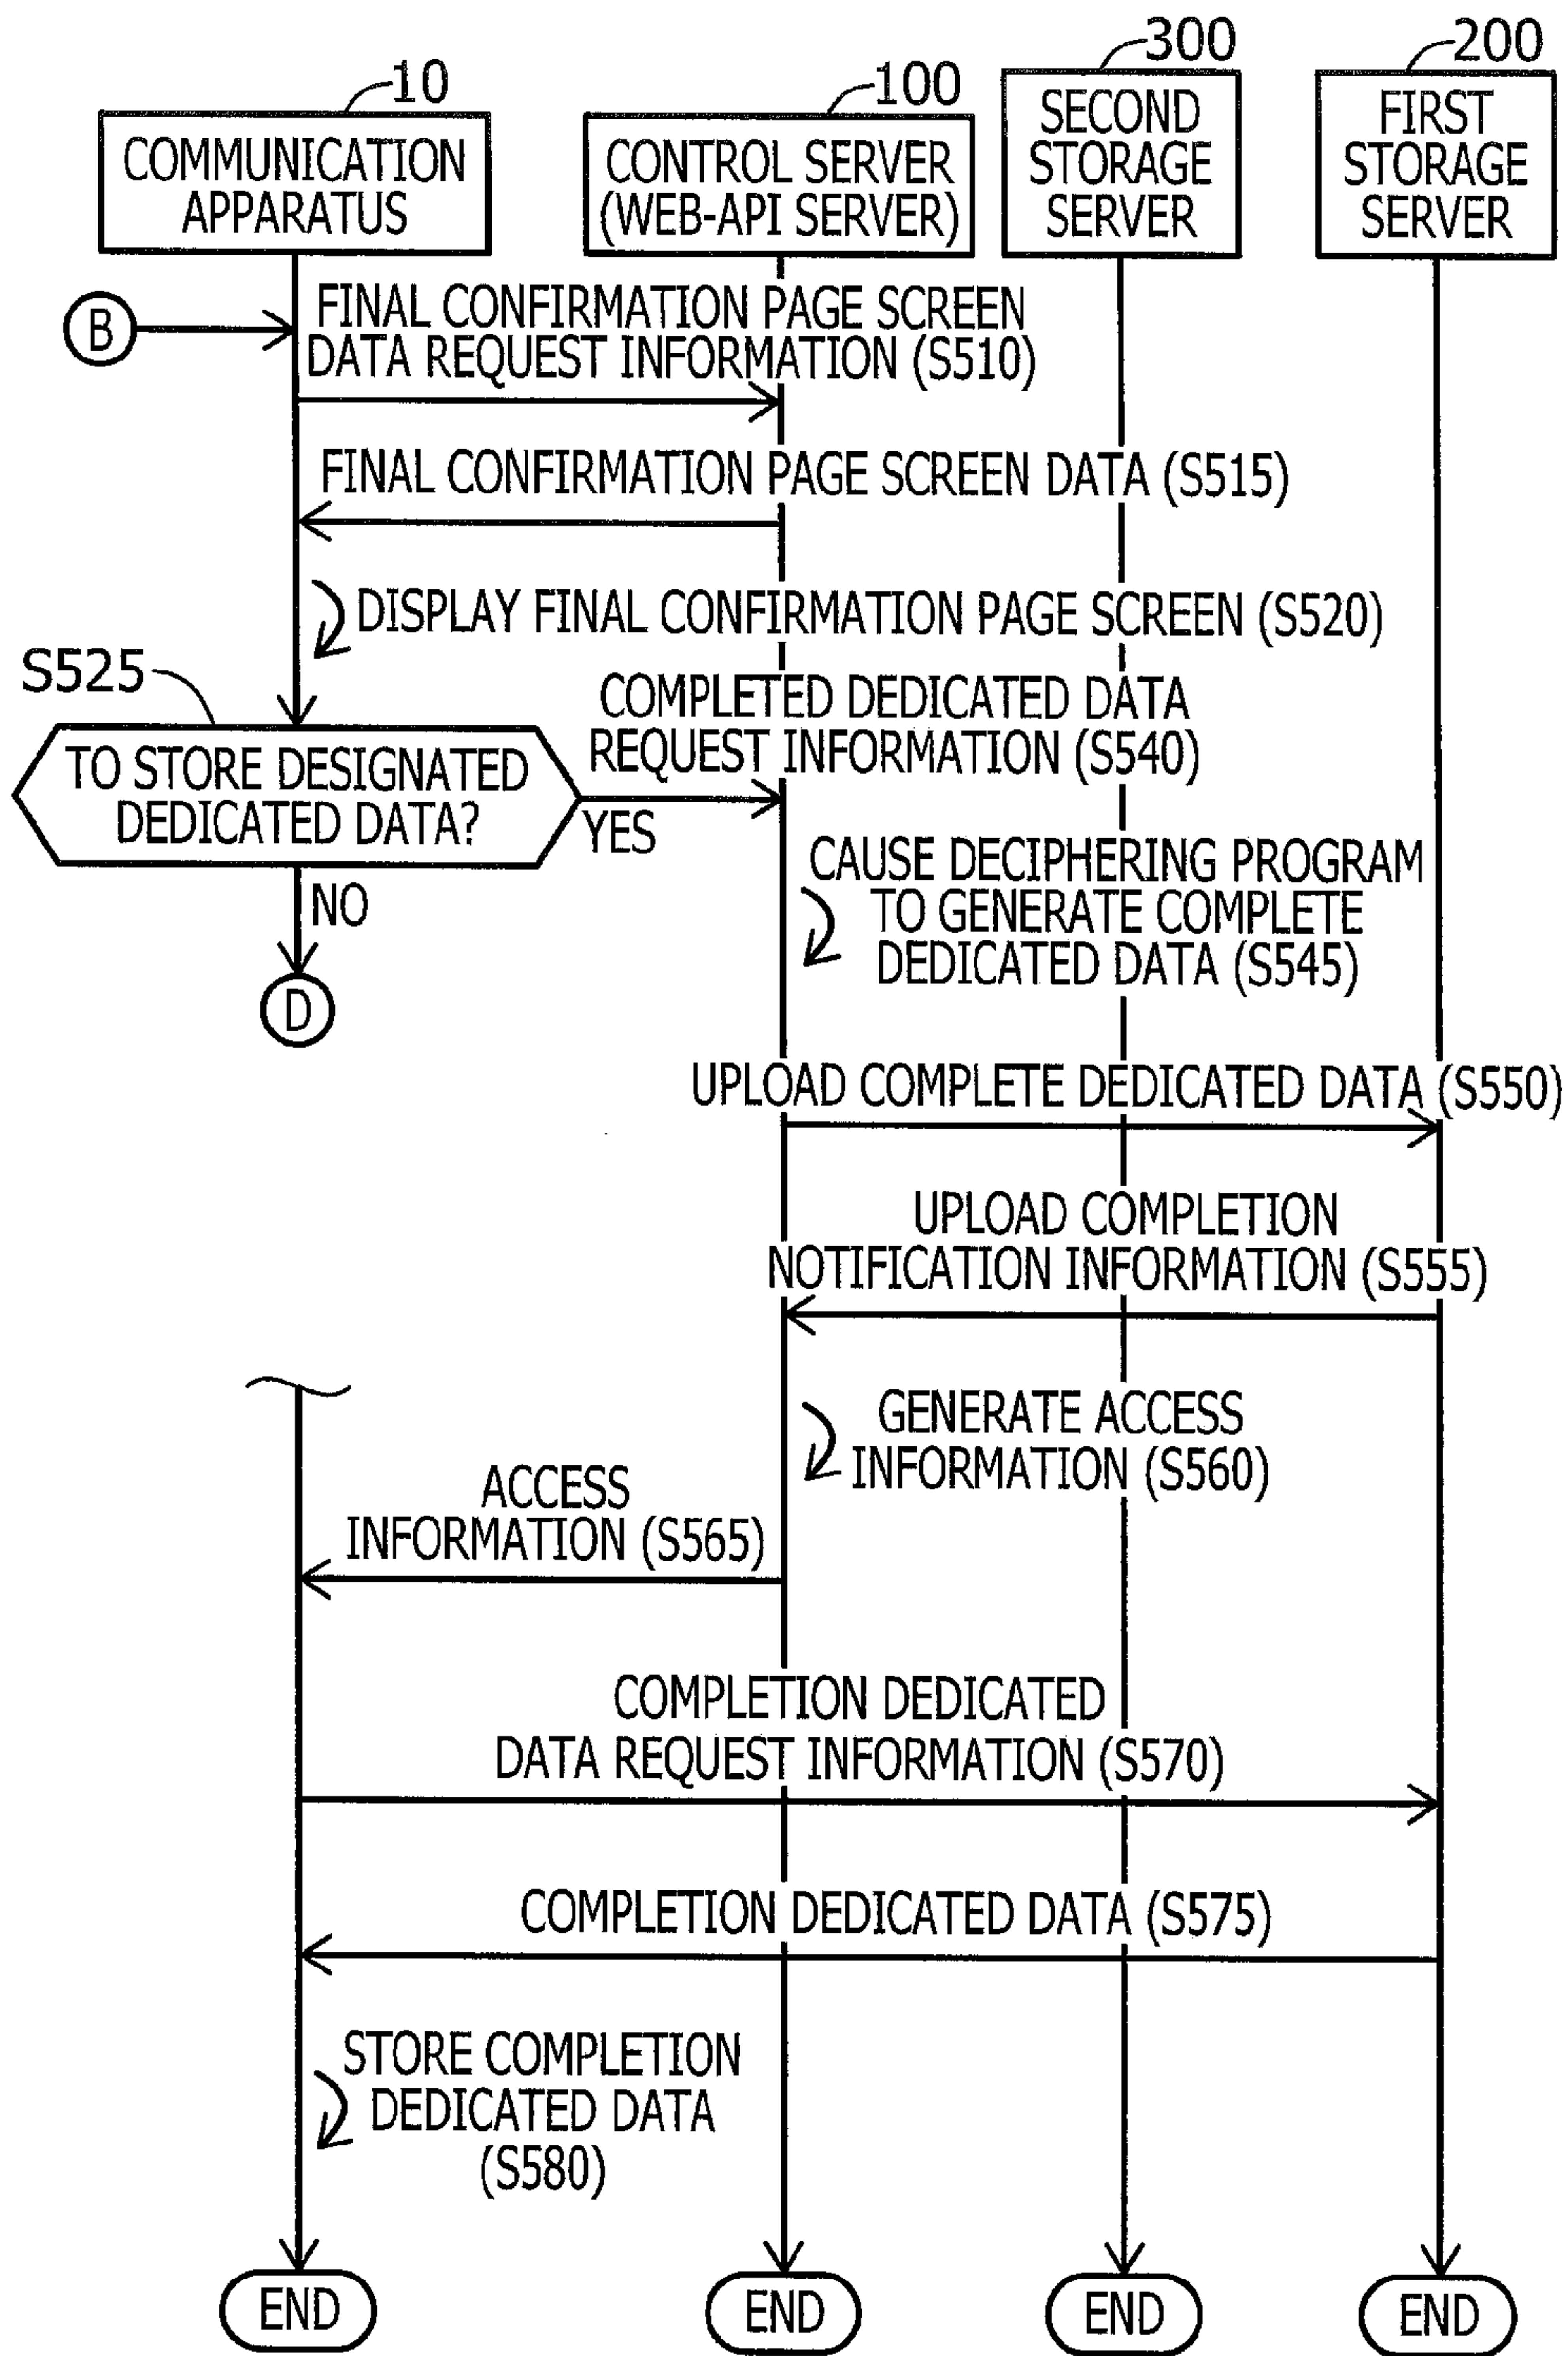 10
100
300
200
COMMUNICATION
APPARATUS
CONTROL SERVER
(WEB-API SERVER)
SECOND
STORAGE
SERVER
FIRST
STORAGE
SERVER
B
FINAL CONFIRMATION PAGE SCREEN
DATA REQUEST INFORMATION (S510)
FINAL CONFIRMATION PAGE SCREEN DATA (S515)
DISPLAY FINAL CONFIRMATION PAGE SCREEN (S520)
S525
TO STORE DESIGNATED
DEDICATED DATA?
YES
NO
D
COMPLETED DEDICATED DATA
REQUEST INFORMATION (S540)
CAUSE DECIPHERING PROGRAM
TO GENERATE COMPLETE
DEDICATED DATA (S545)
UPLOAD COMPLETE DEDICATED DATA (S550)
UPLOAD COMPLETION
NOTIFICATION INFORMATION (S555)
GENERATE ACCESS
INFORMATION (S560)
ACCESS
INFORMATION (S565)
COMPLETION DEDICATED
DATA REQUEST INFORMATION (S570)
COMPLETION DEDICATED DATA (S575)
STORE COMPLETION
DEDICATED DATA
(S580)
END
END
END
END